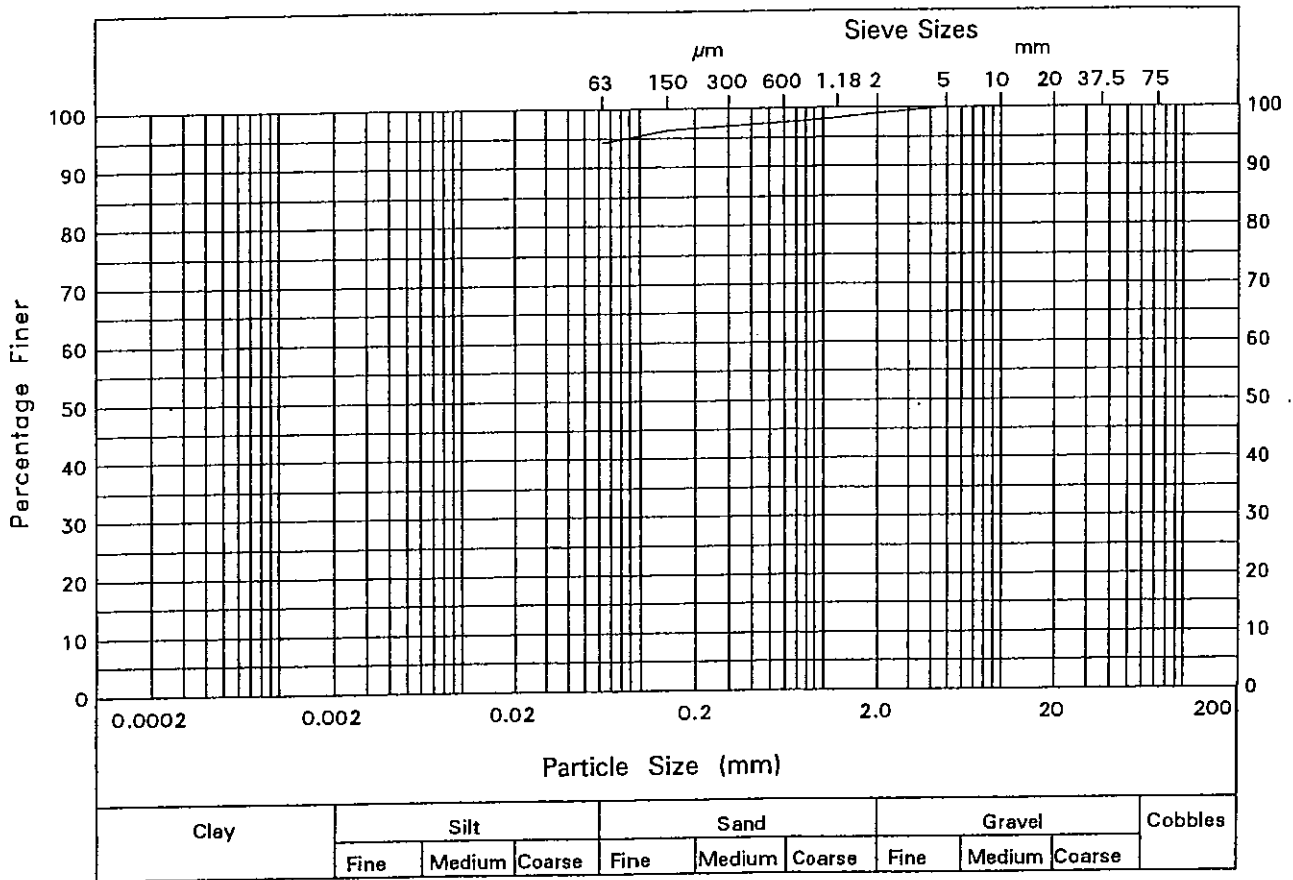 Sieve Sizes
µm mm
63 150 300 600 1.18 2 5 10 20 37.5 75
100 100
90 90
80 80
70 70
60 60
50 50
40 40
30 30
20 20
10 10
0 0
Percentage Finer
0.0002 0.002 0.02 0.2 2.0 20 200
Particle Size (mm)
Clay Silt Sand Gravel Cobbles
Fine Medium Coarse Fine Medium Coarse Fine Medium Coarse